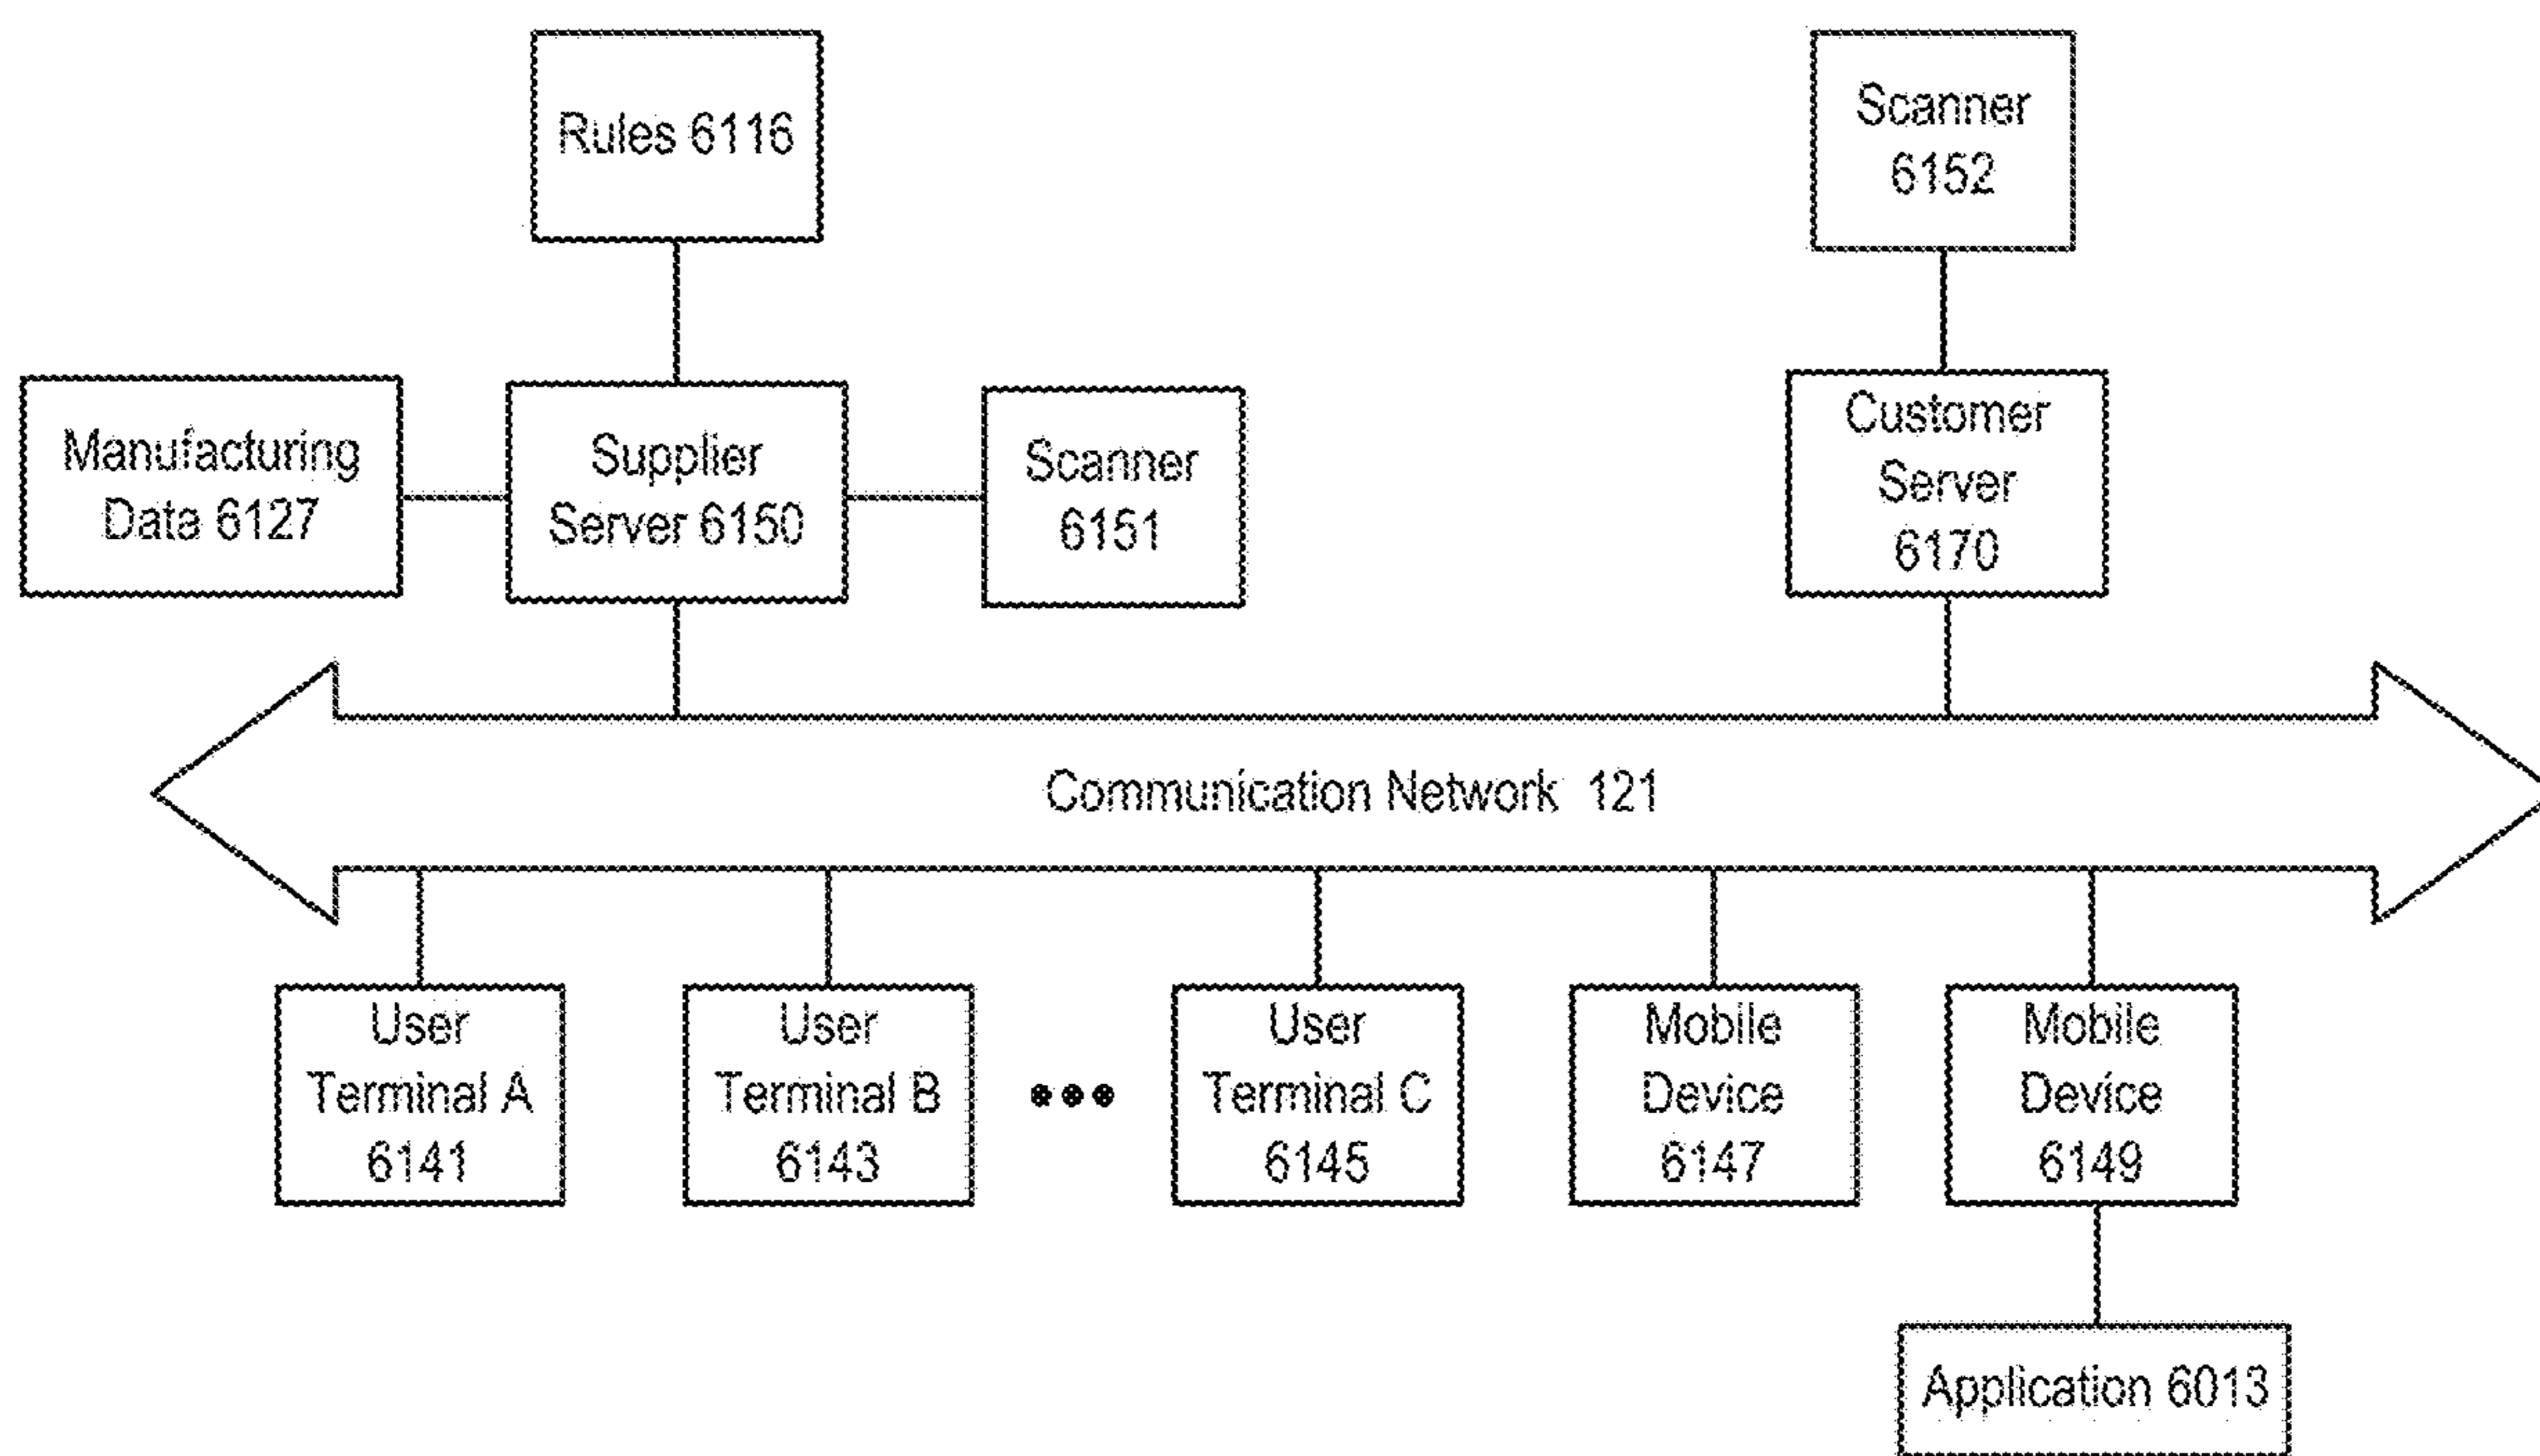 Rules 6116
Scanner
6152
Manufacturing
Data 6127
Supplier
Server 6150
Scanner
6151
Customer
Server
6170
Communication Network 121
User
Terminal A
6141
User
Terminal B
6143
User
Terminal C
6145
Mobile
Device
6147
Mobile
Device
6149
Application 6013